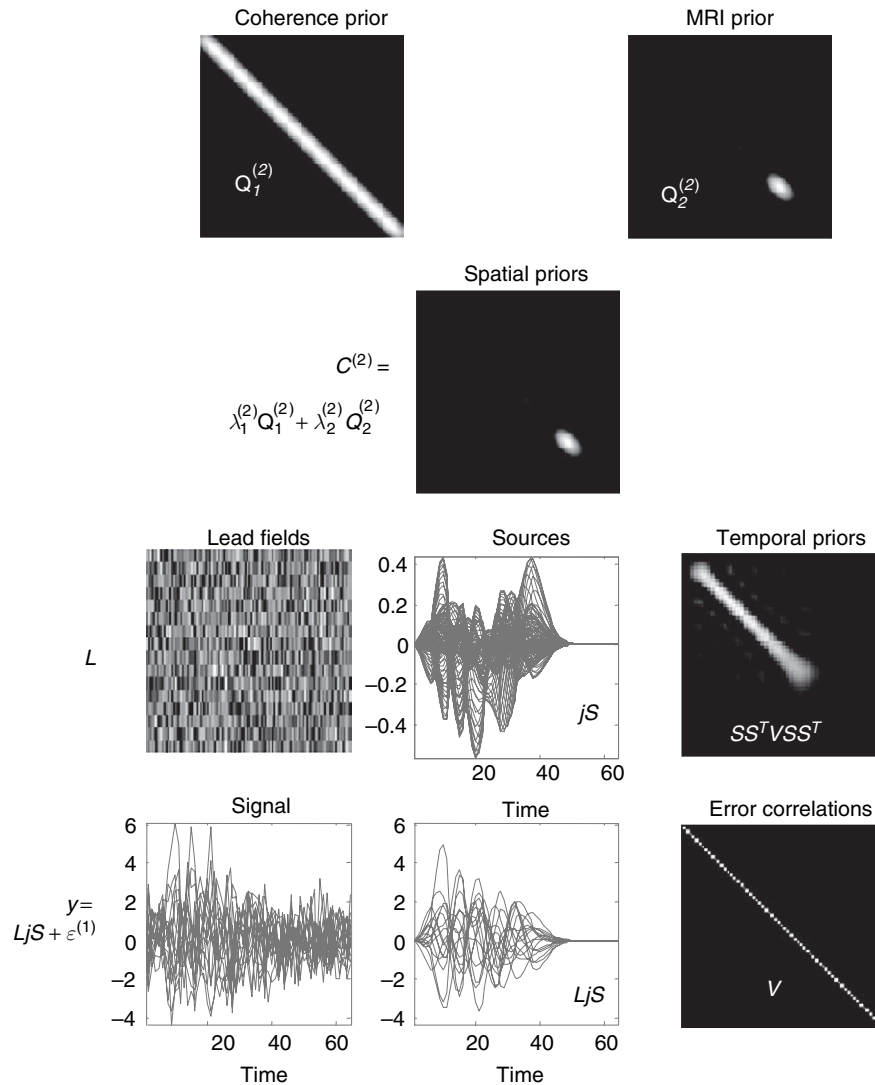 Coherence prior
MRI prior
Q₁⁽²⁾
Q₂⁽²⁾
Spatial priors
C⁽²⁾ =
λ₁⁽²⁾Q₁⁽²⁾ + λ₂⁽²⁾Q₂⁽²⁾
Lead fields
Sources
Temporal priors
L
0.4
0.2
0
−0.2
−0.4
jS
20
40
60
SSᵀVSSᵀ
Signal
Time
Error correlations
y=
LjS + ε⁽¹⁾
6
4
2
0
−2
−4
20
40
60
Time
6
4
2
0
−2
−4
LjS
20
40
60
Time
V